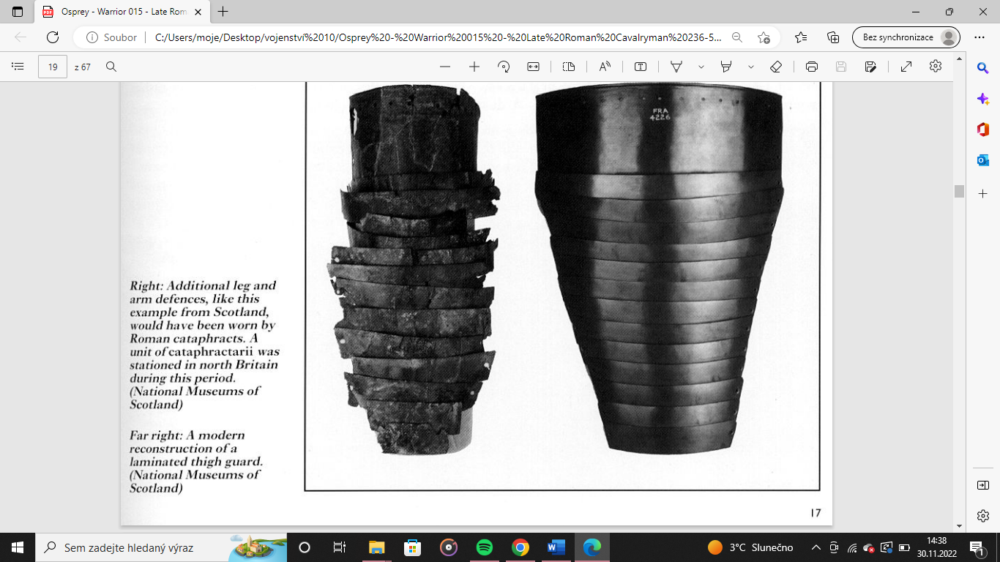 Osprey - Warrior 015 - Late Rom
Soubor
C:/Users/moje/Desktop/vojenství%2010/Osprey%20-%20Warrior%20015%20-%20Late%20Roman%20Cavalryman%20236-5...
Bez synchronizace
19
z 67
FRA
4226
Right: Additional leg and
arm defences, like this
example from Scotland,
would have been worn by
Roman cataphracts. A
unit of cataphractarii was
stationed in north Britain
during this period.
(National Museums of
Scotland)
Far right: A modern
reconstruction of a
laminated thigh guard.
(National Museums of
Scotland)
17
Sem zadejte hledaný výraz
3°C Slunečno
14:38
30.11.2022
1